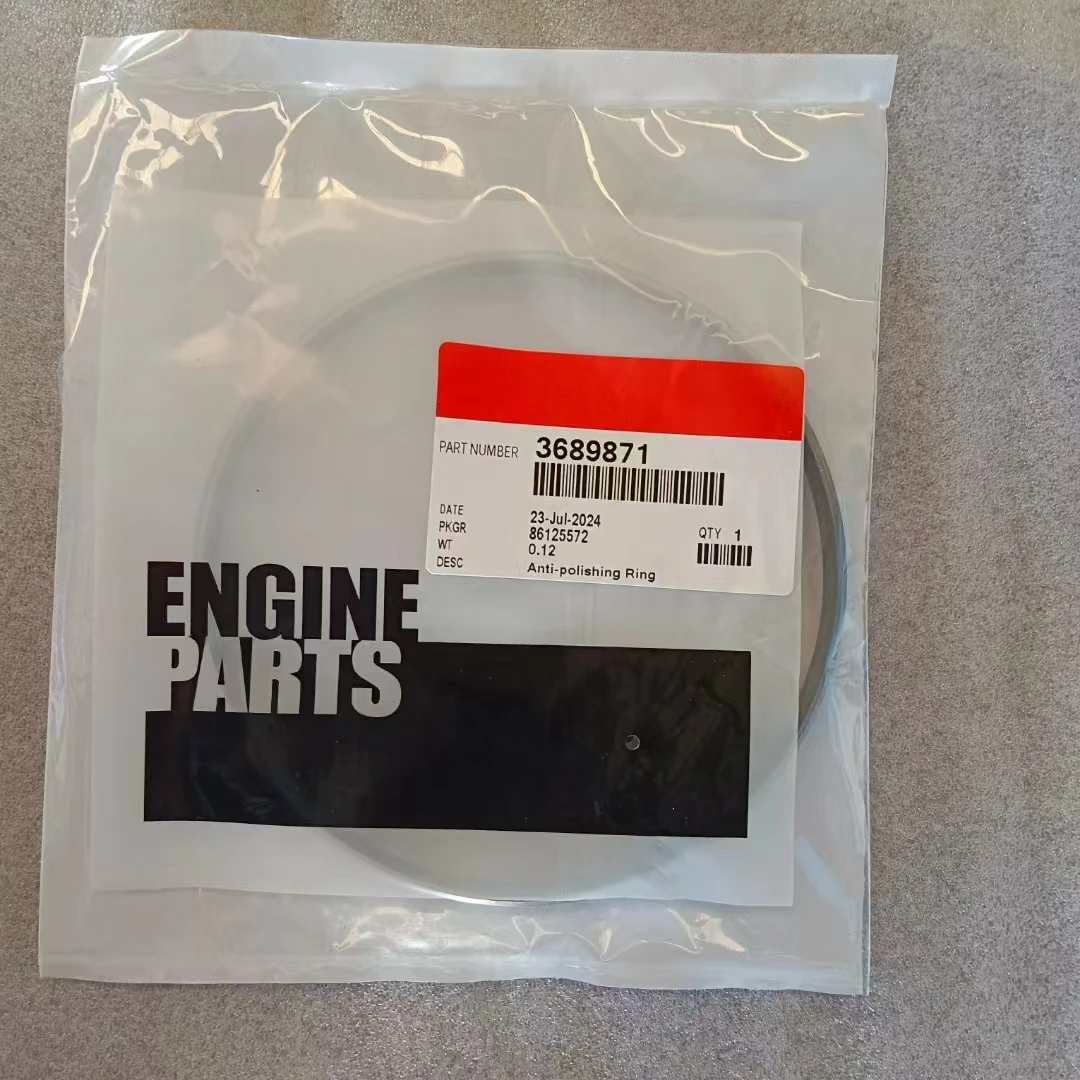 PART NUMBER 3689871
DATE 23-Jul-2024 QTY 1
PKGR 86125572
WT 0.12
DESC Anti-polishing Ring
ENGINE
PARTS